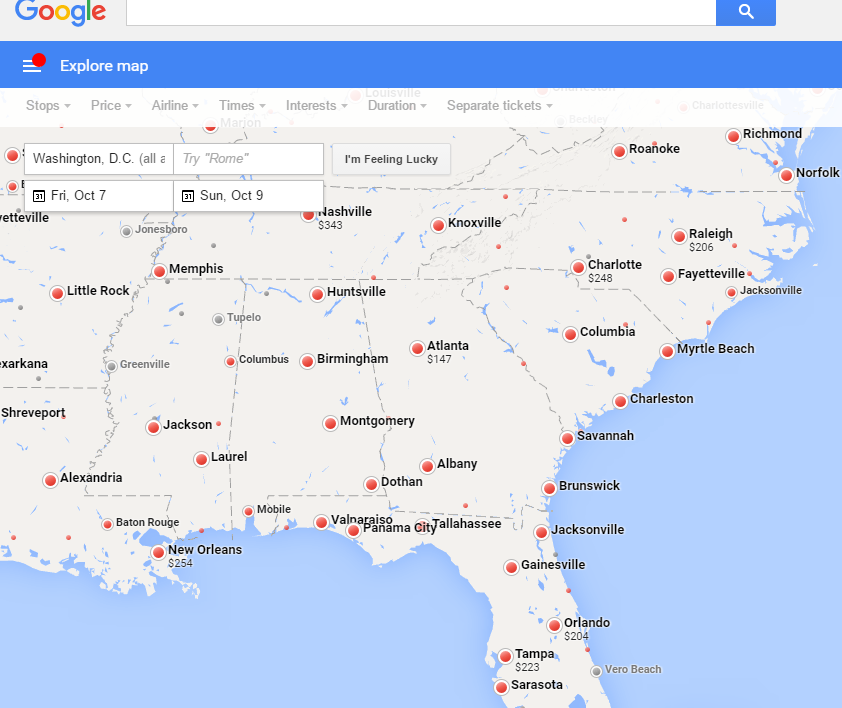 Google
Explore map
Stops
Price
Airline
Times
Interests
Duration
Separate tickets
Louisville
Charleston
Charlottesville
Marion
Beckley
Washington, D.C. (all a
Try "Rome"
I'm Feeling Lucky
31 Fri, Oct 7
31 Sun, Oct 9
Roanoke
Richmond
Norfolk
yetteville
Jonesboro
Nashville
$343
Knoxville
Raleigh
$206
Memphis
Charlotte
$248
Fayetteville
Little Rock
Huntsville
Jacksonville
Tupelo
Columbia
exarkana
Greenville
Columbus
Birmingham
Atlanta
$147
Myrtle Beach
Shreveport
Jackson
Montgomery
Charleston
Savannah
Laurel
Albany
Alexandria
Dothan
Brunswick
Baton Rouge
Mobile
Valparaiso
Panama City
Tallahassee
Jacksonville
New Orleans
$254
Gainesville
Orlando
$204
Tampa
$223
Vero Beach
Sarasota